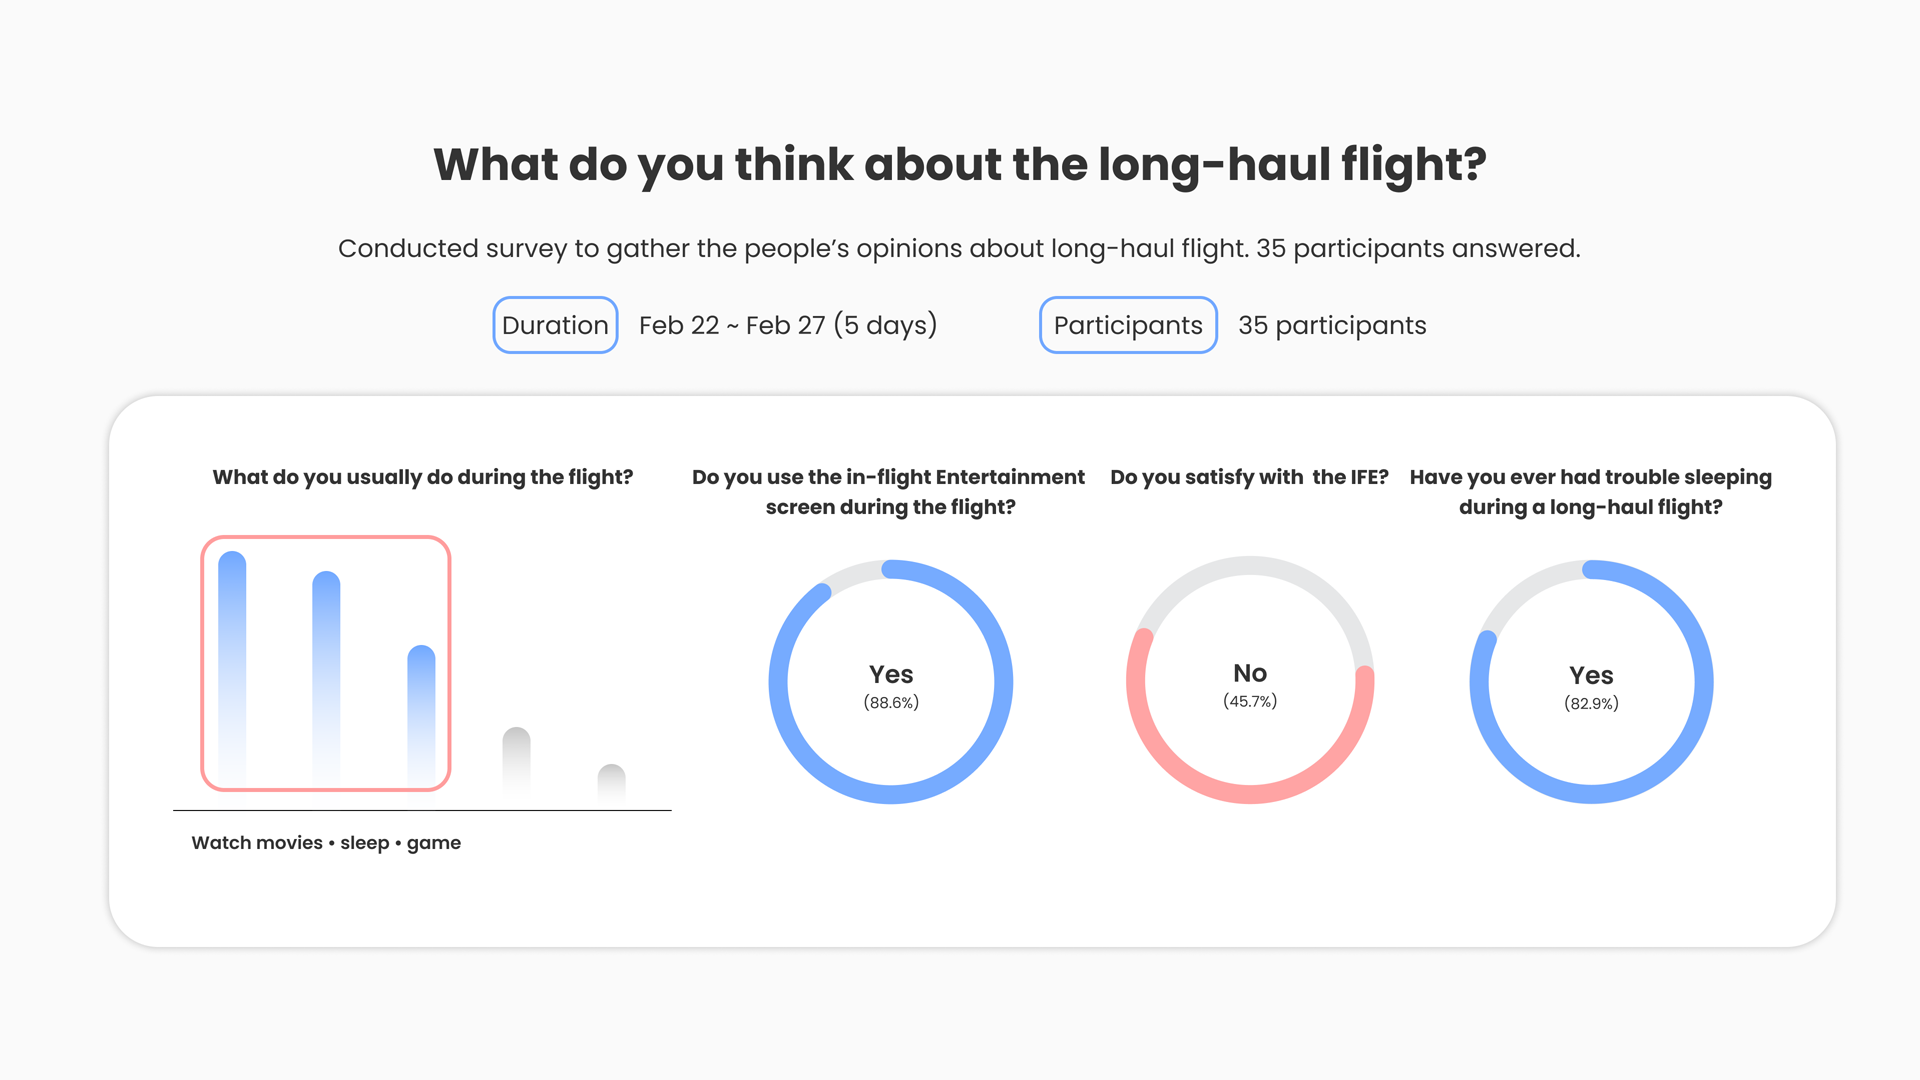 What do you think about the long-haul flight?
Conducted survey to gather the people’s opinions about long-haul flight. 35 participants answered.
Duration Feb 22 ~ Feb 27 (5 days) Participants 35 participants
What do you usually do during the flight?
Watch movies • sleep • game
Do you use the in-flight Entertainment
screen during the flight?
Yes
(88.6%)
Do you satisfy with  the IFE?
No
(45.7%)
Have you ever had trouble sleeping
during a long-haul flight?
Yes
(82.9%)